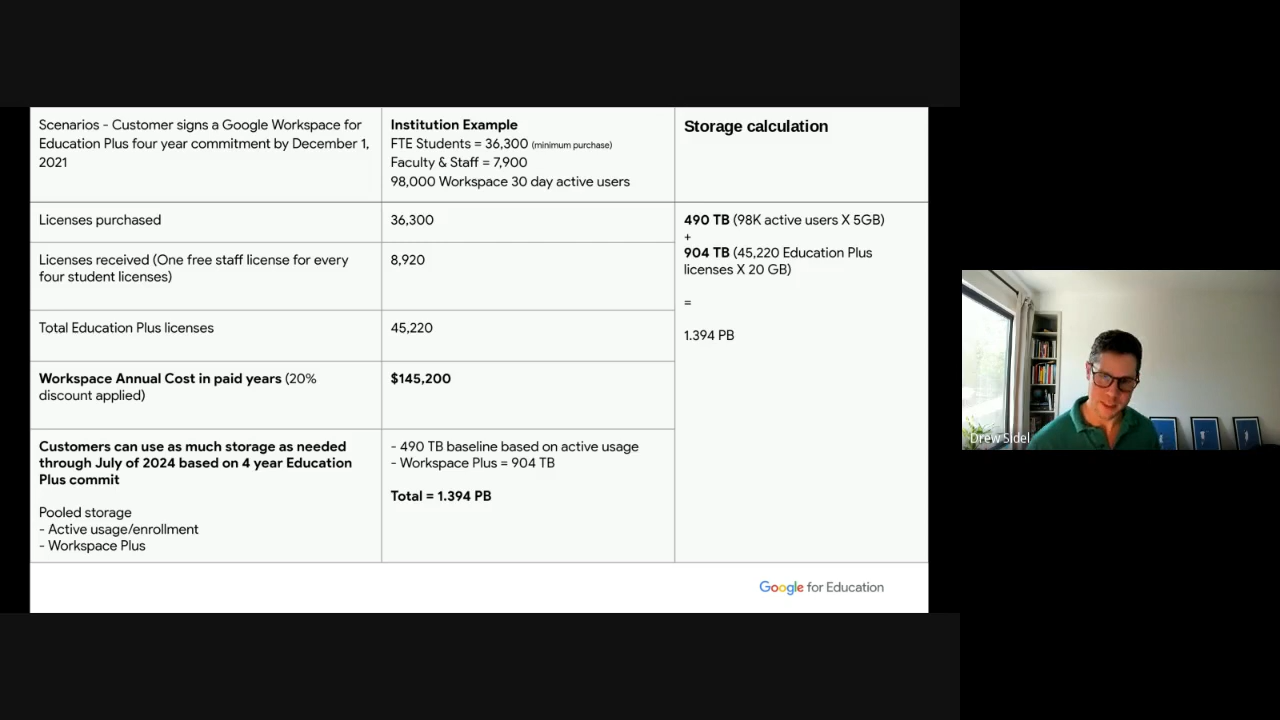 Scenarios - Customer signs a Google Workspace for
Education Plus four year commitment by December 1,
2021
Institution Example
FTE Students = 36,300 (minimum purchase)
Faculty & Staff = 7,900
98,000 Workspace 30 day active users
Storage calculation
Licenses purchased
36,300
490 TB (98K active users X 5GB)
+
904 TB (45,220 Education Plus
licenses X 20 GB)
=
1.394 PB
Licenses received (One free staff license for every
four student licenses)
8,920
Total Education Plus licenses
45,220
Workspace Annual Cost in paid years (20%
discount applied)
$145,200
Customers can use as much storage as needed
through July of 2024 based on 4 year Education
Plus commit
Pooled storage
- Active usage/enrollment
- Workspace Plus
- 490 TB baseline based on active usage
- Workspace Plus = 904 TB
Total = 1.394 PB
Google for Education
Drew Sidel